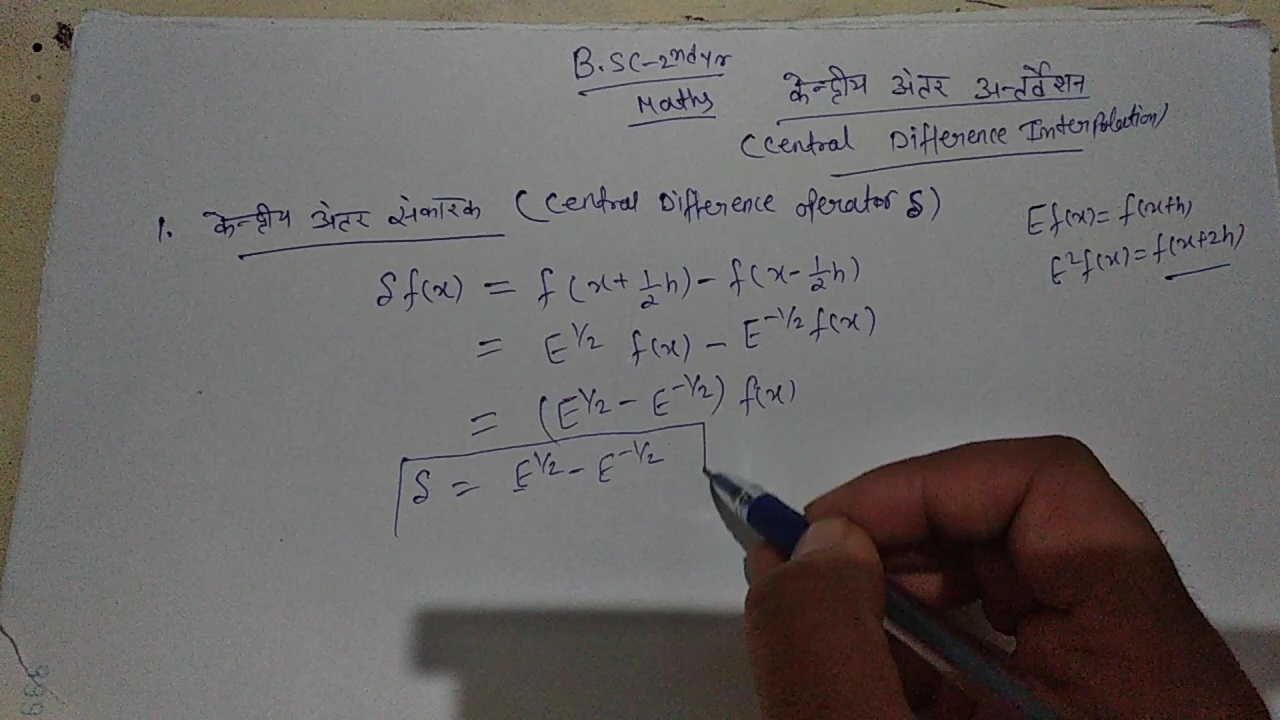 B.SC-2nd yr
Maths
केन्द्रीय अंतर अन्तर्वेशन
(Central Difference Interpolation)
1. केन्द्रीय अंतर संकारक (Central Difference operator δ)
Ef(x) = f(x+h)
E²f(x) = f(x+2h)
δf(x) = f(x+½h) - f(x-½h)
= E^1/2 f(x) - E^-1/2 f(x)
= (E^1/2 - E^-1/2) f(x)
δ = E^1/2 - E^-1/2